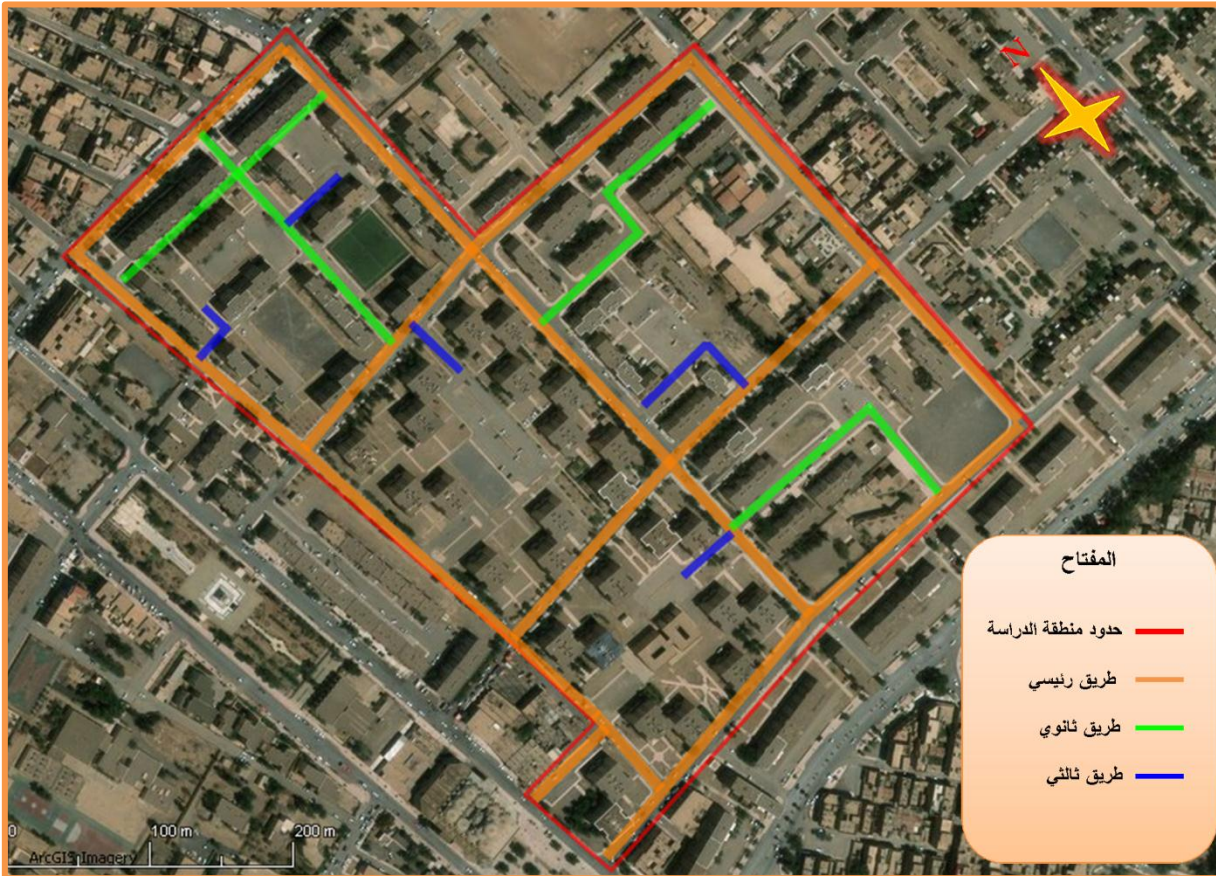 N
المفتاح
حدود منطقة الدراسة
طريق رئيسي
طريق ثانوي
طريق ثالثي
0 100 m 200 m
ArcGIS Imagery